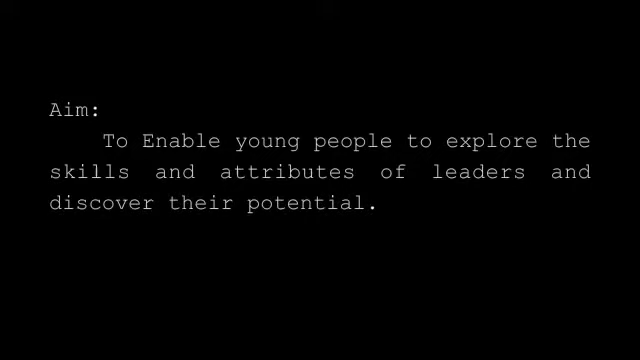 Aim:
To Enable young people to explore the
skills and attributes of leaders and
discover their potential.